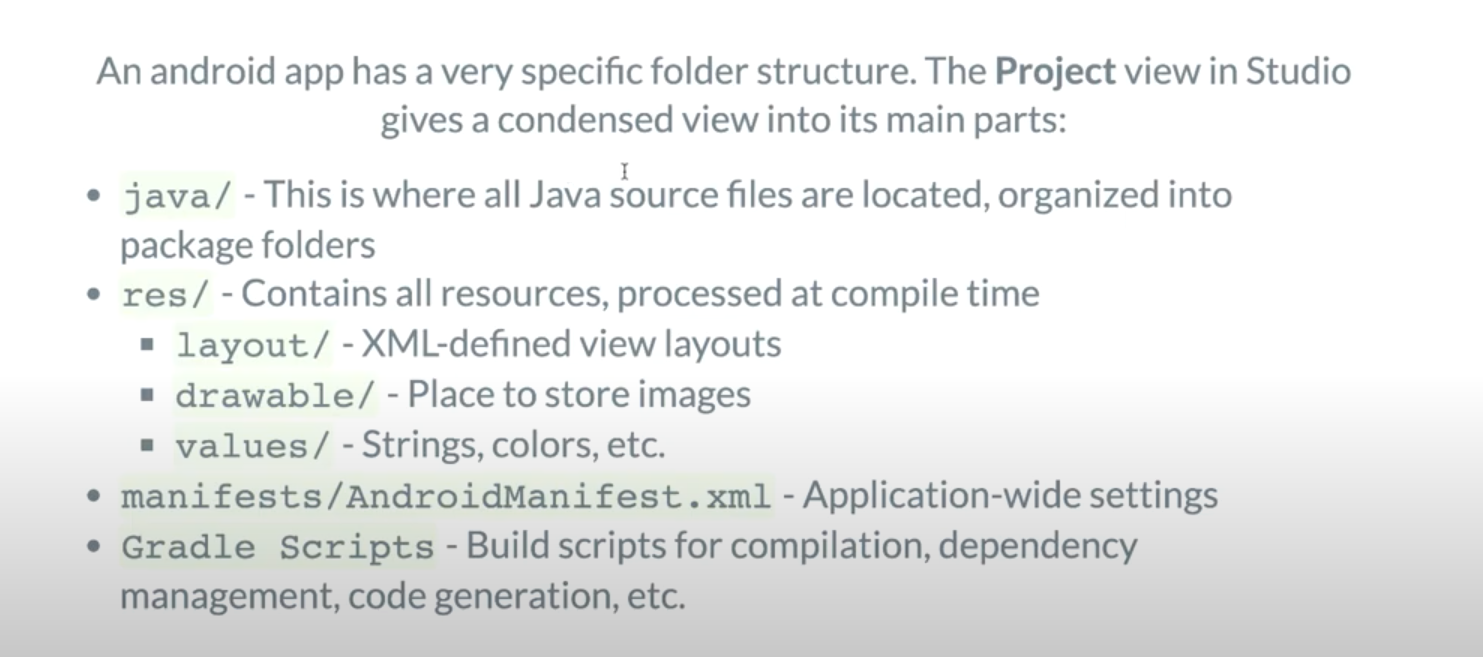 An android app has a very specific folder structure. The Project view in Studio
gives a condensed view into its main parts:
• java/ - This is where all Java source files are located, organized into
package folders
• res/ - Contains all resources, processed at compile time
▪ layout/ - XML-defined view layouts
▪ drawable/ - Place to store images
▪ values/ - Strings, colors, etc.
• manifests/AndroidManifest.xml - Application-wide settings
• Gradle Scripts - Build scripts for compilation, dependency
management, code generation, etc.